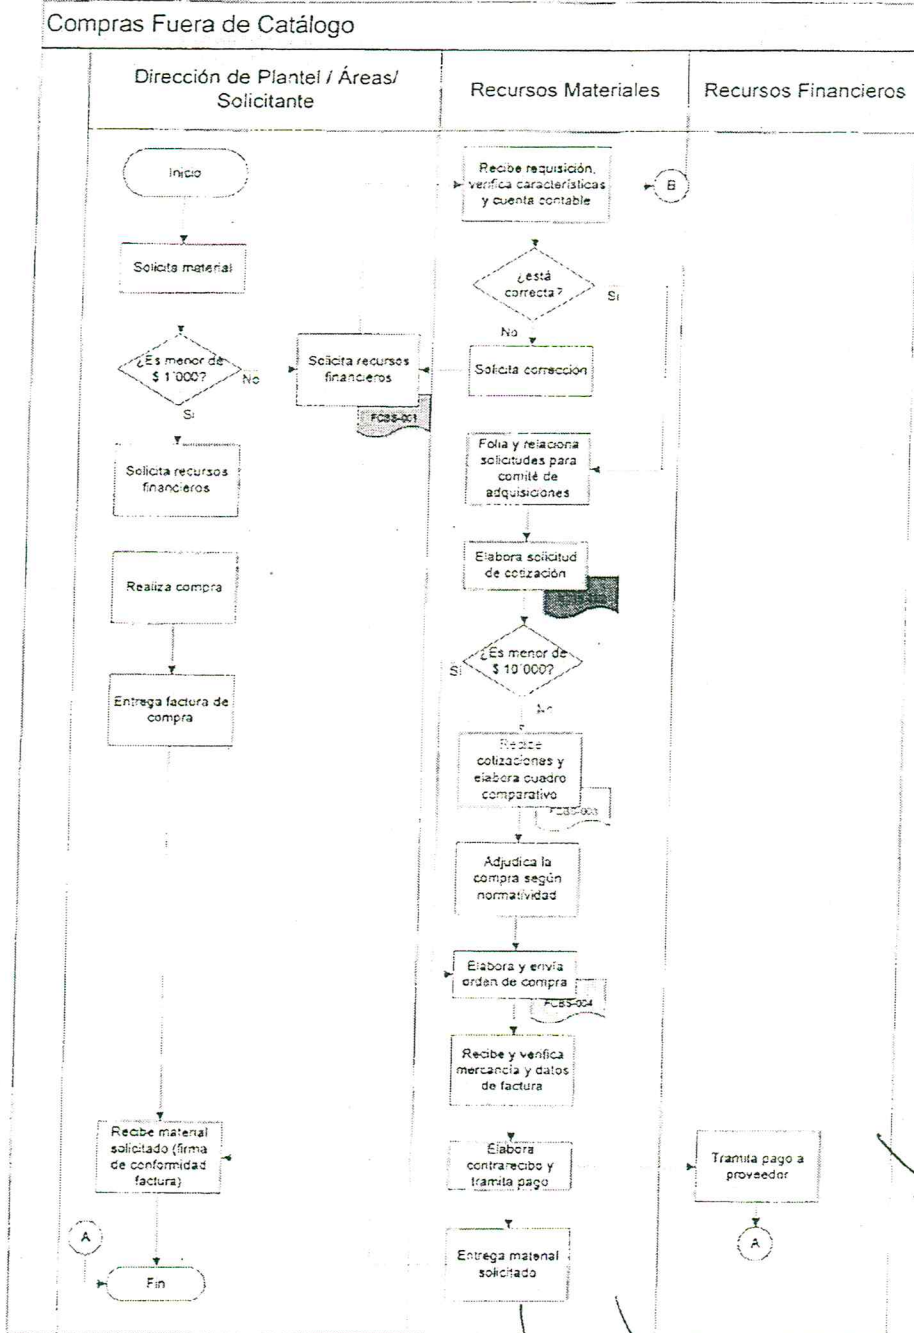 Compras Fuera de Catálogo
Dirección de Plantel / Áreas/
Solicitante
Recursos Materiales
Recursos Financieros
Inicio
Recibe requisición,
verifica características
y cuenta contable
B
Solicita material
¿está
correcta?
Si
No
¿Es menor de
$ 1´000?
No
Si
Solicita recursos
financieros
FCBS-001
Solicita corrección
Solicita recursos
financieros
Folia y relaciona
solicitudes para
comité de
adquisiciones
Elabora solicitud
de cotización
Realiza compra
¿Es menor de
$ 10´000?
Si
No
Entrega factura de
compra
Recibe
cotizaciones y
elabora cuadro
comparativo
FCBS-003
Adjudica la
compra según
normatividad
Elabora y envía
orden de compra
FCBS-004
Recibe y verifica
mercancia y datos
de factura
Recibe material
solicitado (firma
de conformidad
factura)
Elabora
contrarecibo y
tramita pago
Tramita pago a
proveedor
A
A
Entrega material
solicitado
Fin